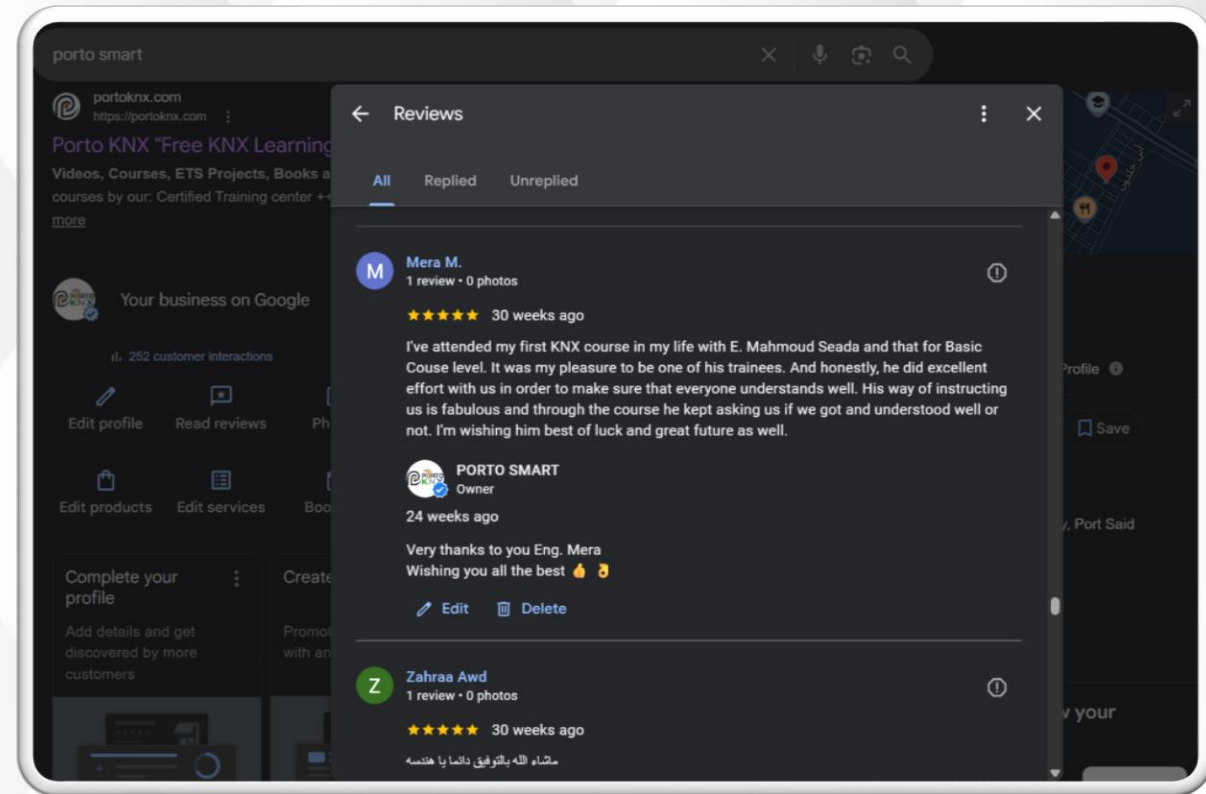 porto smart
portoknx.com
https://portoknx.com
Porto KNX "Free KNX Learning
Videos, Courses, ETS Projects, Books a
courses by our: Certified Training center ++
more
Your business on Google
252 customer interactions
Edit profile
Read reviews
Ph
Edit products
Edit services
Boo
Complete your
profile
Add details and get
discovered by more
customers
Create
Promot
with an
Reviews
All
Replied
Unreplied
M
Mera M.
1 review • 0 photos
30 weeks ago
I've attended my first KNX course in my life with E. Mahmoud Seada and that for Basic
Couse level. It was my pleasure to be one of his trainees. And honestly, he did excellent
effort with us in order to make sure that everyone understands well. His way of instructing
us is fabulous and through the course he kept asking us if we got and understood well or
not. I'm wishing him best of luck and great future as well.
PORTO SMART
Owner
24 weeks ago
Very thanks to you Eng. Mera
Wishing you all the best 👍 👌
Edit
Delete
Z
Zahraa Awd
1 review • 0 photos
30 weeks ago
ماشاء الله بالتوفيق دائما يا هندسه
ابن خلدون
Profile
Save
, Port Said
w your